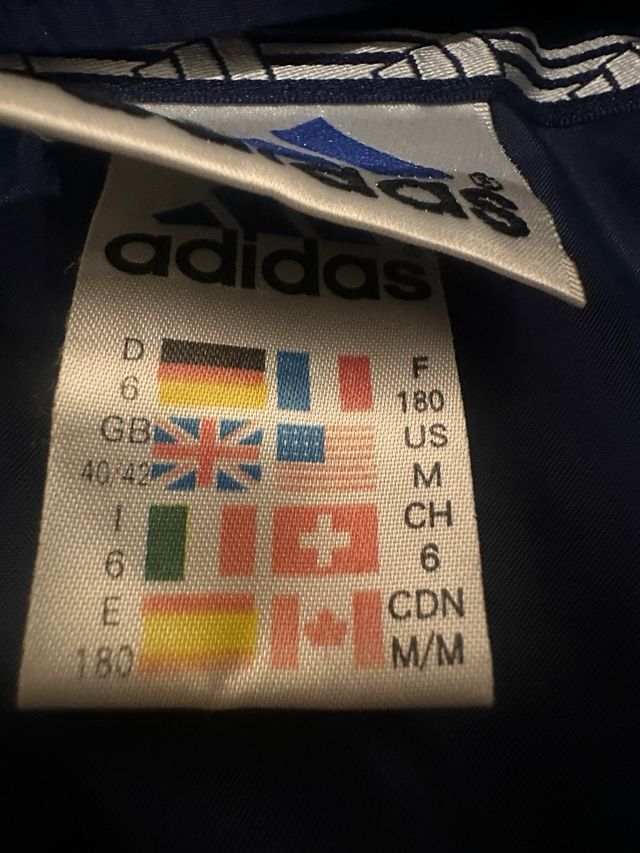 adidas®
adidas
D F
6 180
GB US
40/42 M
I CH
6 6
E CDN
180 M/M